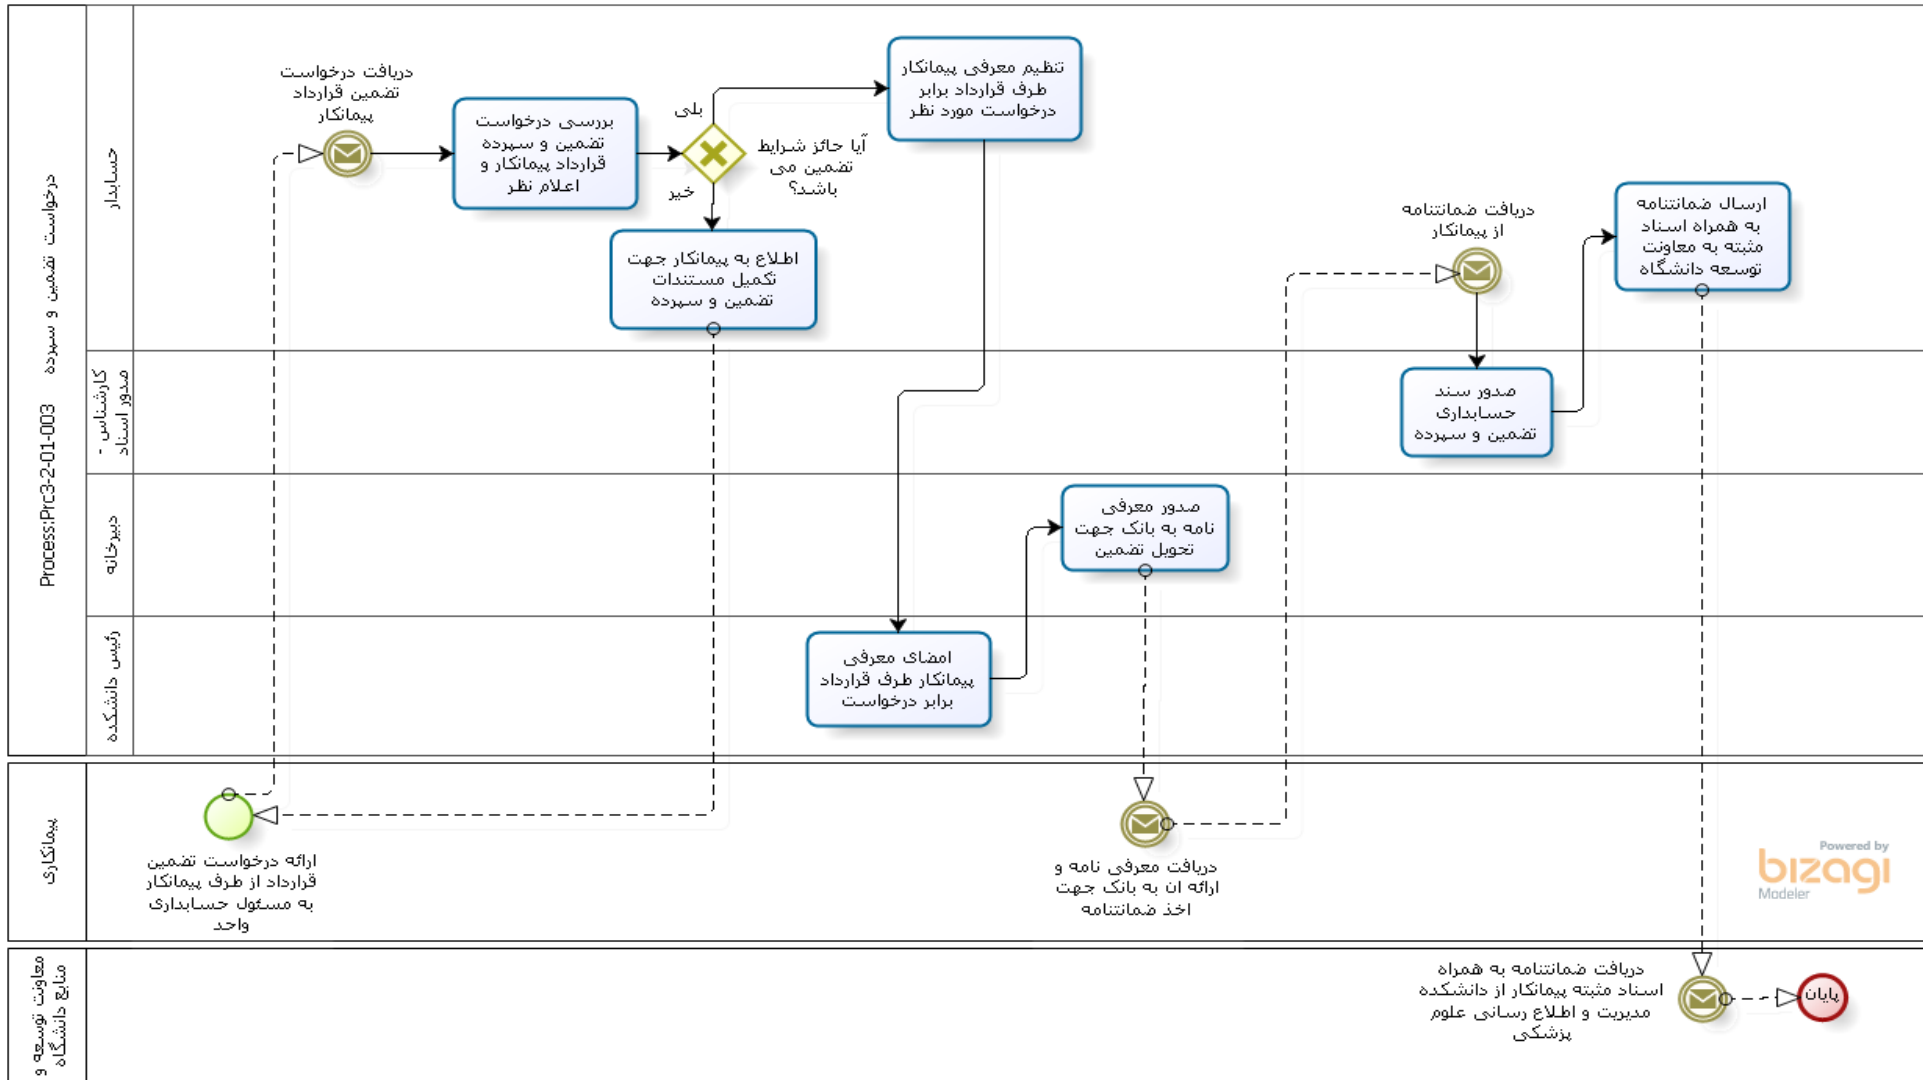 درخواست تضمین و سپرده
Process:Prc3-2-01-003
حسابدار
کارشناس -
صدور اسناد
دبیرخانه
رئیس دانشکده
دریافت درخواست
تضمین قرارداد
پیمانکار
بررسی درخواست
تضمین و سپرده
قرارداد پیمانکار و
اعلام نظر
بلی
خیر
آیا حائز شرایط
تضمین می
باشد؟
تنظیم معرفی پیمانکار
طرف قرارداد برابر
درخواست مورد نظر
اطلاع به پیمانکار جهت
تکمیل مستندات
تضمین و سپرده
دریافت ضمانتنامه
از پیمانکار
ارسال ضمانتنامه
به همراه اسناد
مثبته به معاونت
توسعه دانشگاه
صدور سند
حسابداری
تضمین و سپرده
صدور معرفی
نامه به بانک جهت
تحویل تضمین
امضای معرفی
پیمانکار طرف قرارداد
برابر درخواست
پیمانکاری
ارائه درخواست تضمین
قرارداد از طرف پیمانکار
به مسئول حسابداری
واحد
دریافت معرفی نامه و
ارائه ان به بانک جهت
اخذ ضمانتنامه
Powered by
bizagi
Modeler
معاونت توسعه و
منابع دانشگاه
دریافت ضمانتنامه به همراه
اسناد مثبته پیمانکار از دانشکده
مدیریت و اطلاع رسانی علوم
پزشکی
پایان